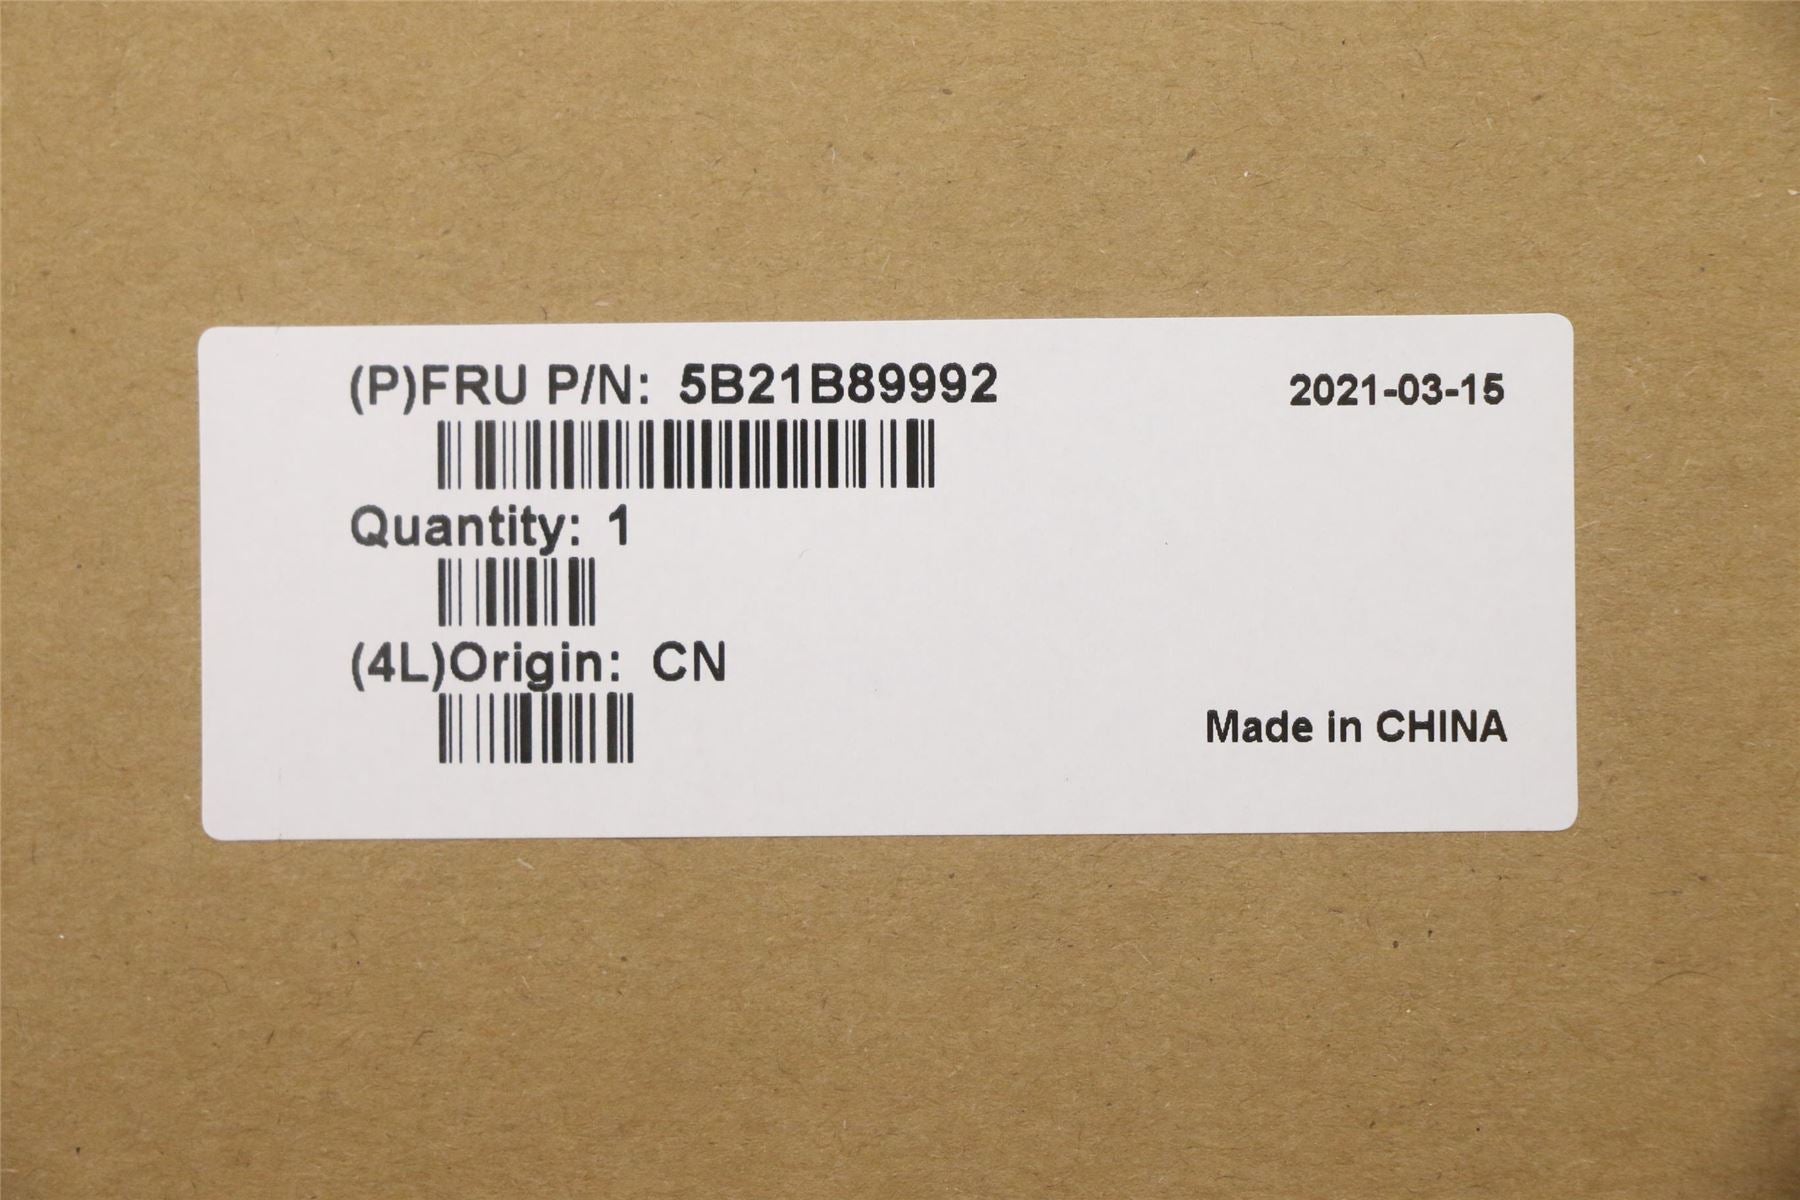 (P)FRU P/N: 5B21B89992
2021-03-15
Quantity: 1
(4L)Origin: CN
Made in CHINA